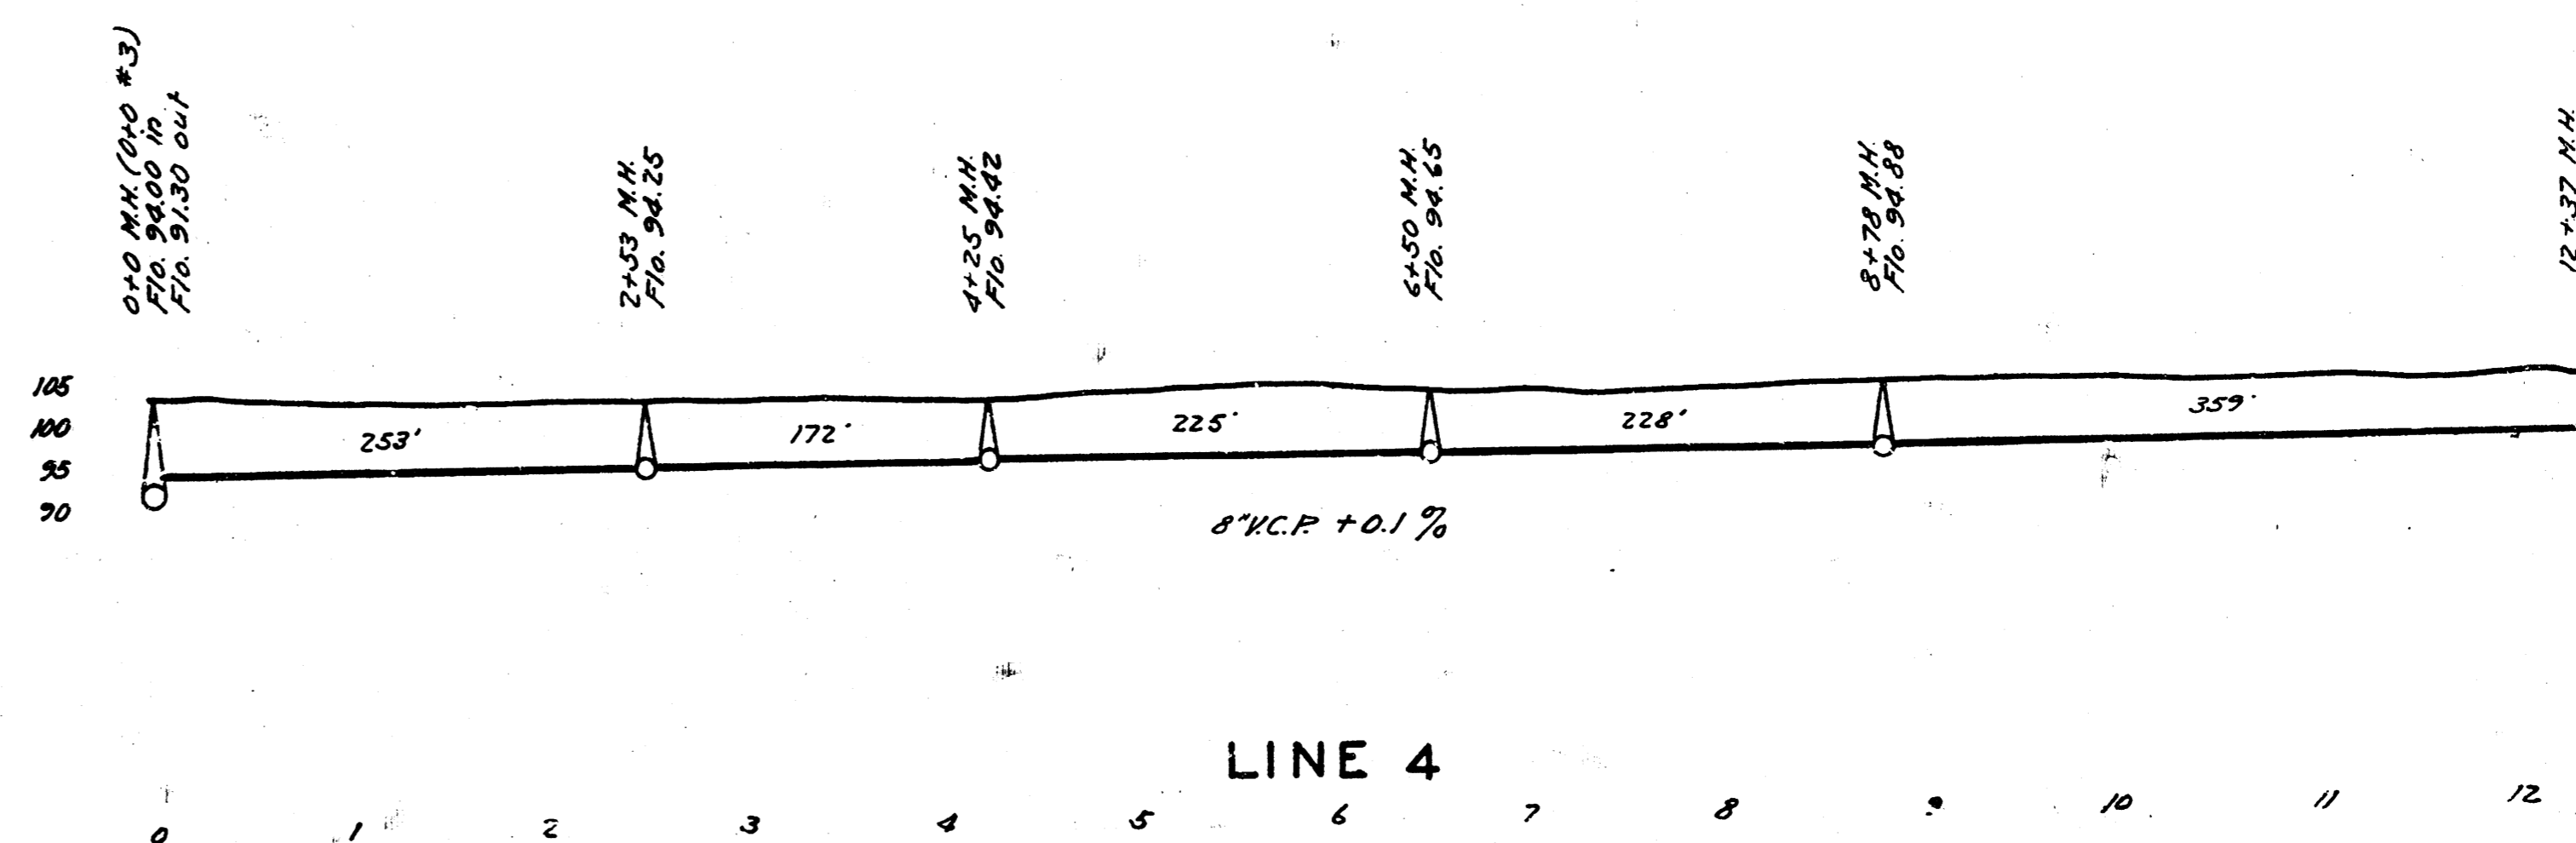 0+0 M.H. (0+0 #3)
Flo. 94.00 in
Flo. 91.30 out
2+53 M.H.
Flo. 94.25
4+25 M.H.
Flo. 94.42
6+50 M.H.
Flo. 94.65
8+78 M.H.
Flo. 94.88
12+37 M.H.
105
100
95
90
253'
172'
225'
228'
359'
8" V.C.P. +0.1%
LINE 4
0 1 2 3 4 5 6 7 8 9 10 11 12